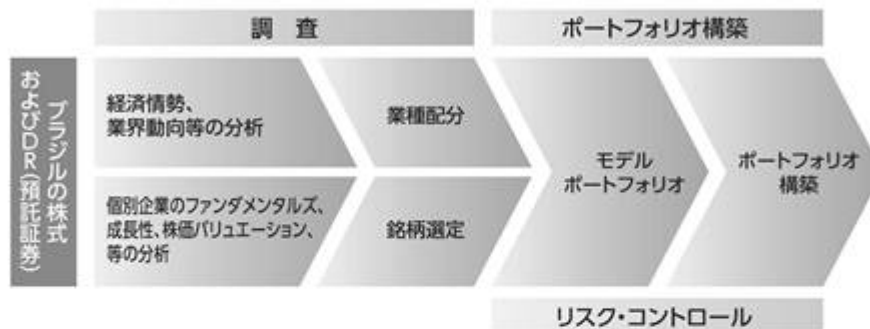 調 査
ポートフォリオ構築
ブラジルの株式
およびDR(預託証券)
経済情勢、
業界動向等の分析
業種配分
個別企業のファンダメンタルズ、
成長性、株価バリュエーション、
等の分析
銘柄選定
モデル
ポートフォリオ
ポートフォリオ
構築
リスク・コントロール